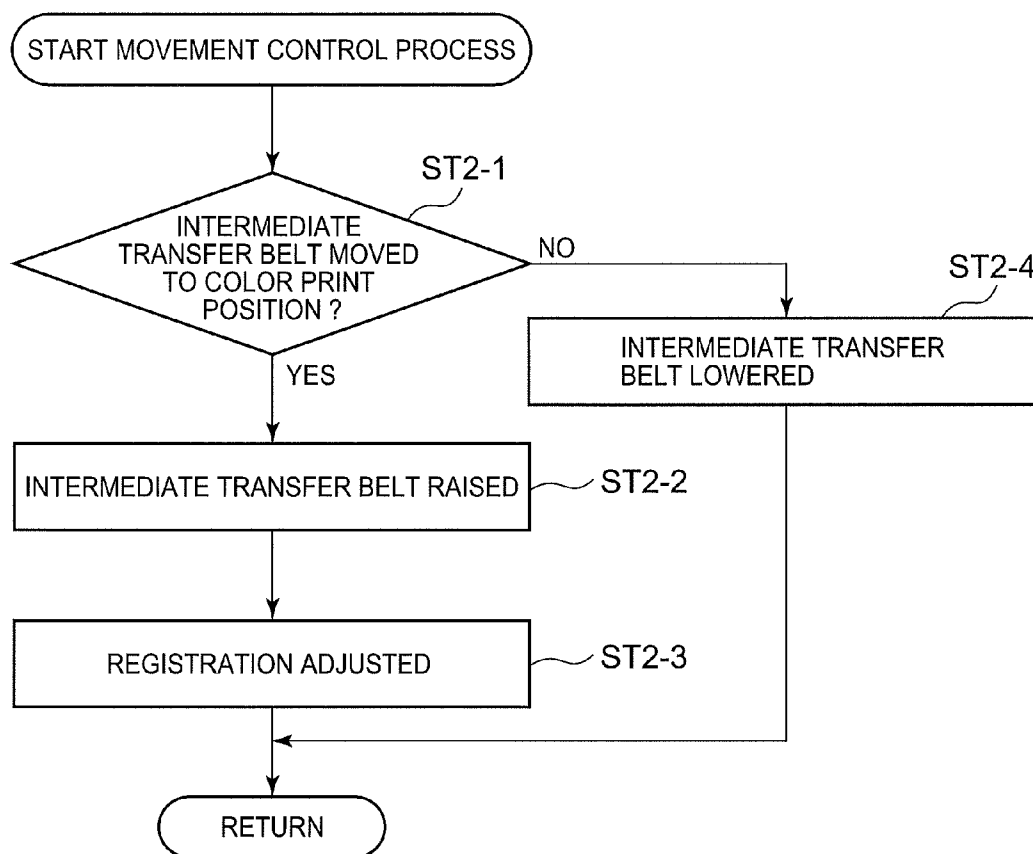 START MOVEMENT CONTROL PROCESS
ST2-1
INTERMEDIATE
TRANSFER BELT MOVED
TO COLOR PRINT
POSITION ?
NO
ST2-4
INTERMEDIATE TRANSFER
BELT LOWERED
YES
INTERMEDIATE TRANSFER BELT RAISED
ST2-2
REGISTRATION ADJUSTED
ST2-3
RETURN